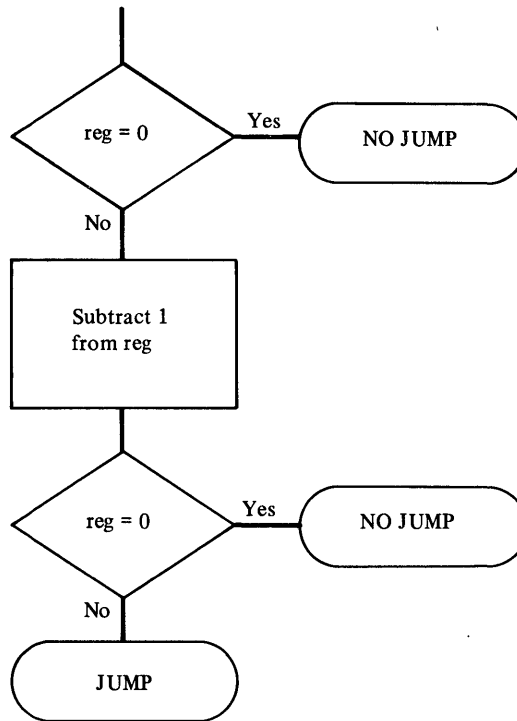 reg = 0
Yes
NO JUMP
No
Subtract 1
from reg
reg = 0
Yes
NO JUMP
No
JUMP